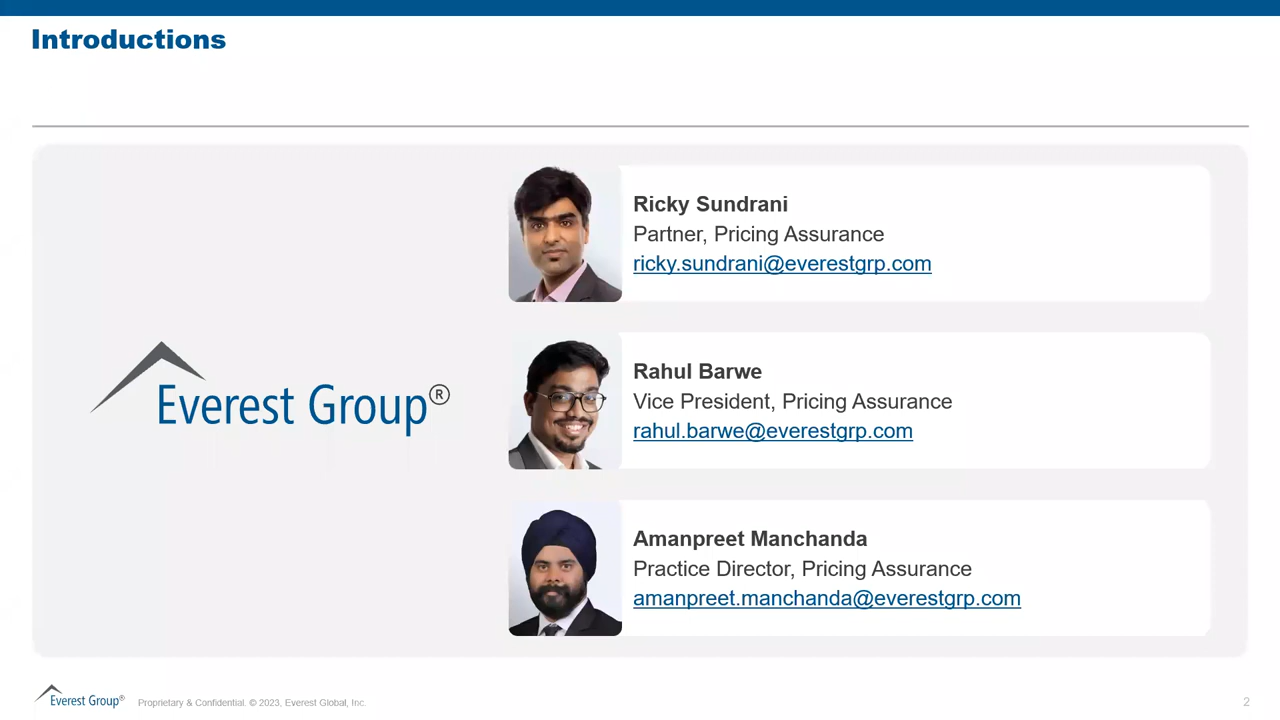 Introductions
Everest Group®
Ricky Sundrani
Partner, Pricing Assurance
ricky.sundrani@everestgrp.com
Rahul Barwe
Vice President, Pricing Assurance
rahul.barwe@everestgrp.com
Amanpreet Manchanda
Practice Director, Pricing Assurance
amanpreet.manchanda@everestgrp.com
Everest Group®
Proprietary & Confidential. © 2023, Everest Global, Inc.
2